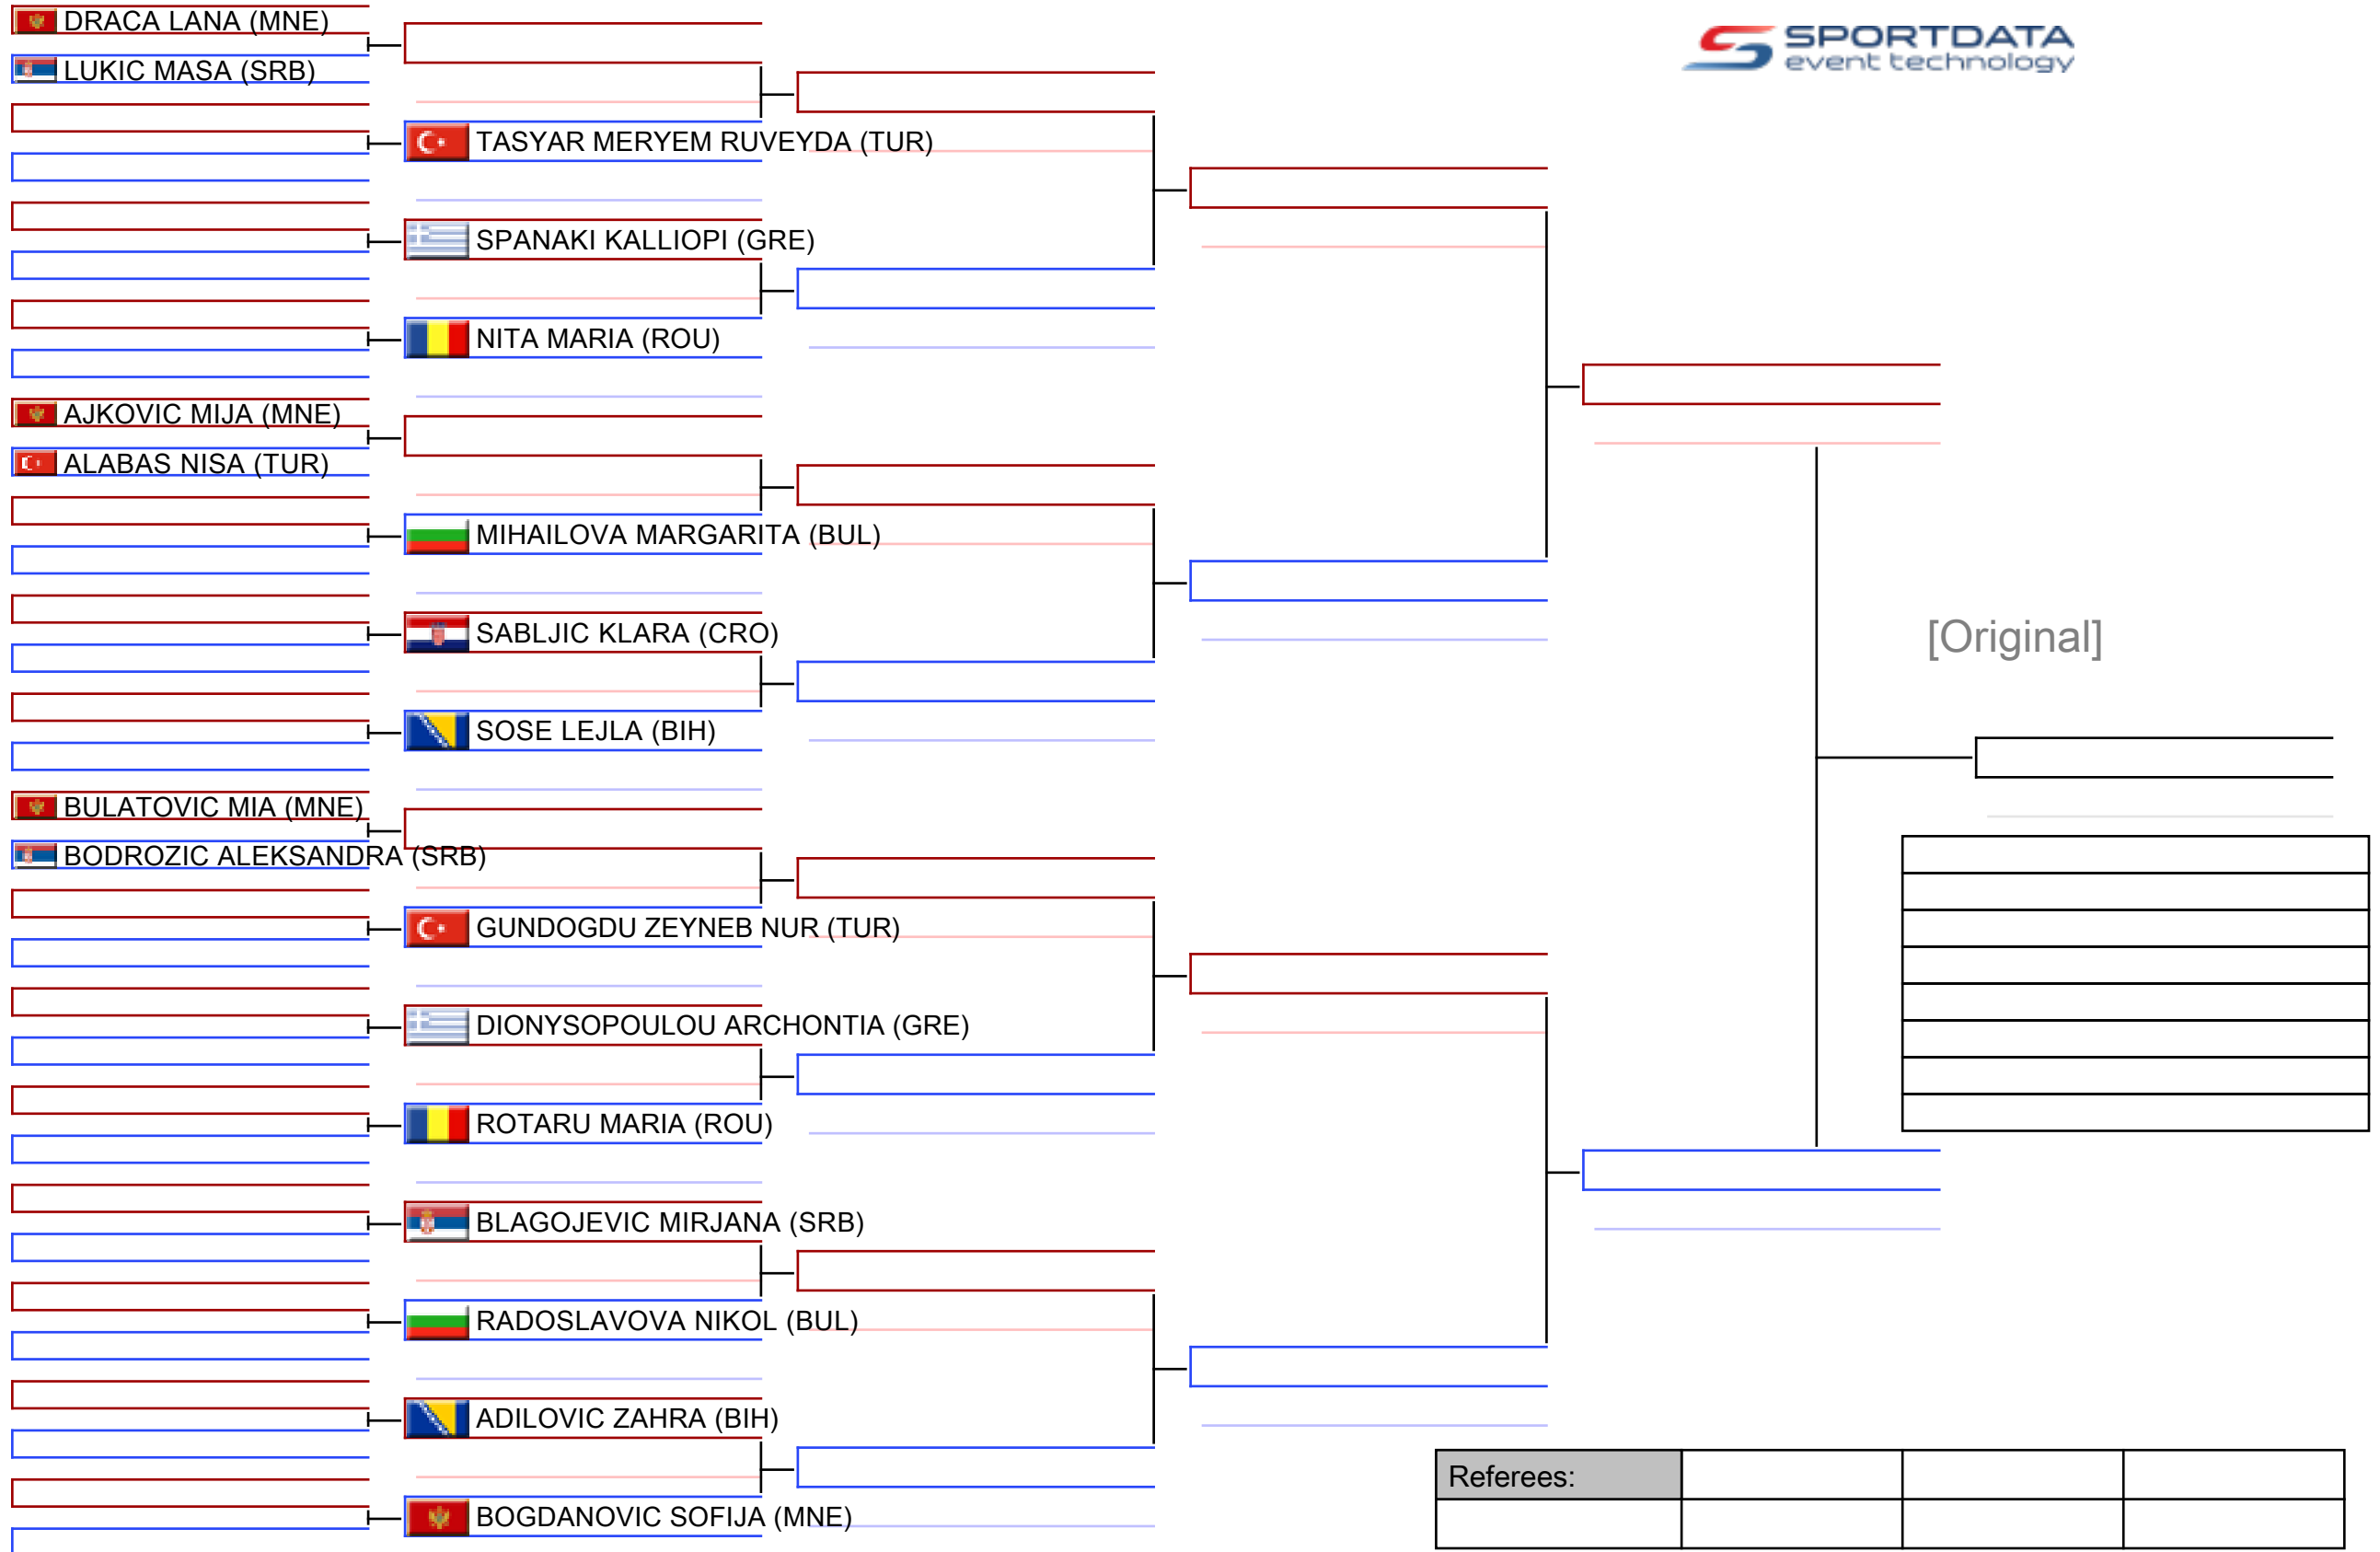 DRACA LANA (MNE)
LUKIC MASA (SRB)
TASYAR MERYEM RUVEYDA (TUR)
SPANAKI KALLIOPI (GRE)
NITA MARIA (ROU)
AJKOVIC MIJA (MNE)
ALABAS NISA (TUR)
MIHAILOVA MARGARITA (BUL)
SABLJIC KLARA (CRO)
SOSE LEJLA (BIH)
BULATOVIC MIA (MNE)
BODROZIC ALEKSANDRA (SRB)
GUNDOGDU ZEYNEB NUR (TUR)
DIONYSOPOULOU ARCHONTIA (GRE)
ROTARU MARIA (ROU)
BLAGOJEVIC MIRJANA (SRB)
RADOSLAVOVA NIKOL (BUL)
ADILOVIC ZAHRA (BIH)
BOGDANOVIC SOFIJA (MNE)
SPORTDATA
event technology
[Original]
Referees: